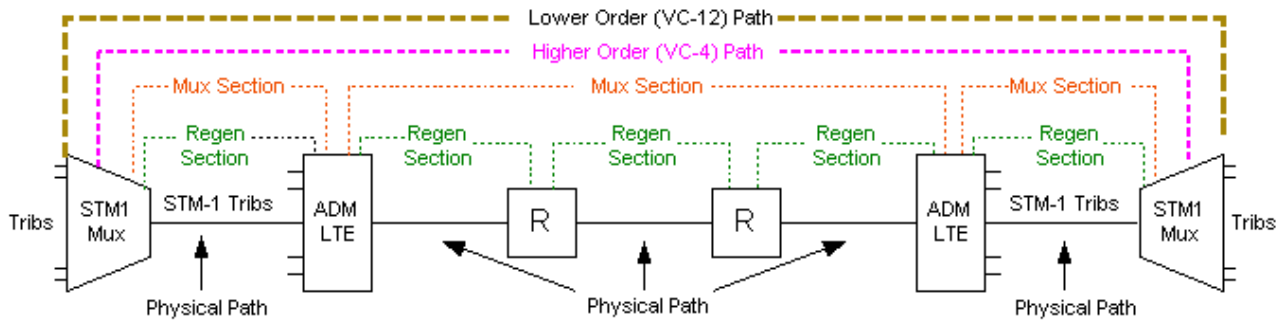 Lower Order (VC-12) Path
Higher Order (VC-4) Path
Mux Section
Mux Section
Mux Section
Regen
Section
Regen
Section
Regen
Section
Regen
Section
Regen
Section
Tribs
STM1
Mux
STM-1 Tribs
ADM
LTE
R
R
ADM
LTE
STM-1 Tribs
STM1
Mux
Tribs
Physical Path
Physical Path
Physical Path